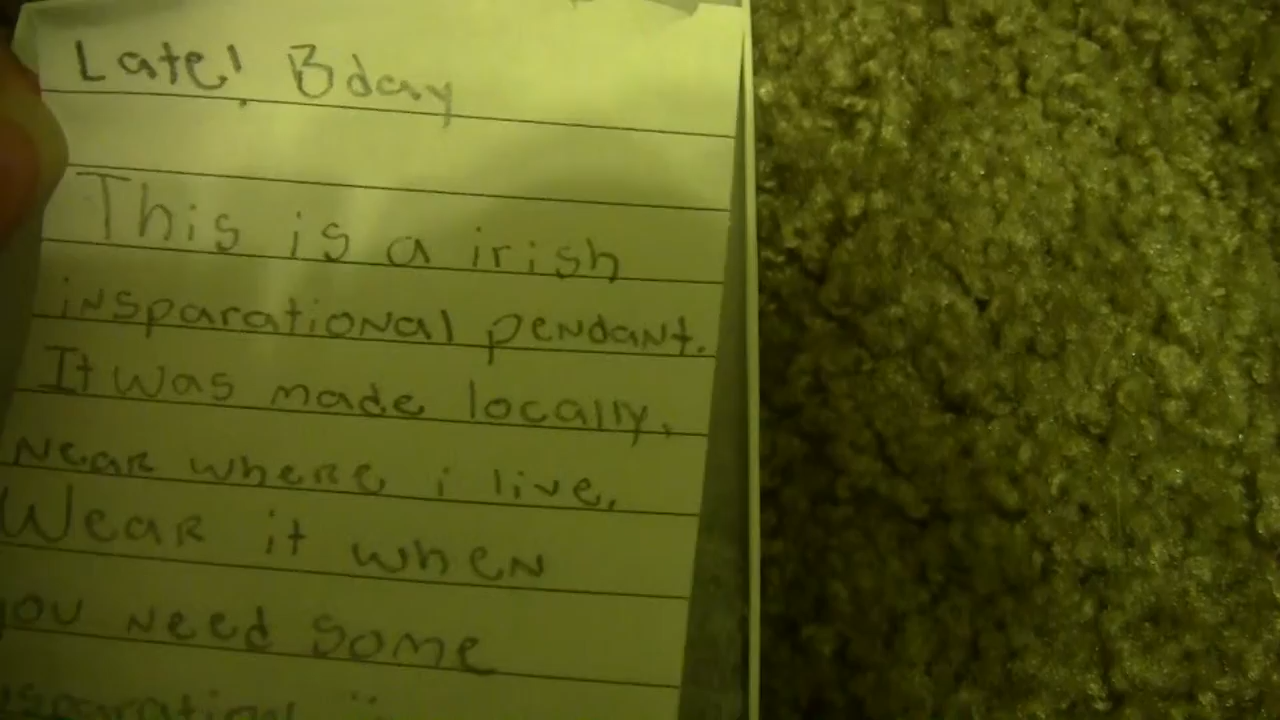 Late! Bday
This is a irish
insparational pendant.
It was made locally,
near where i live.
Wear it when
you need some